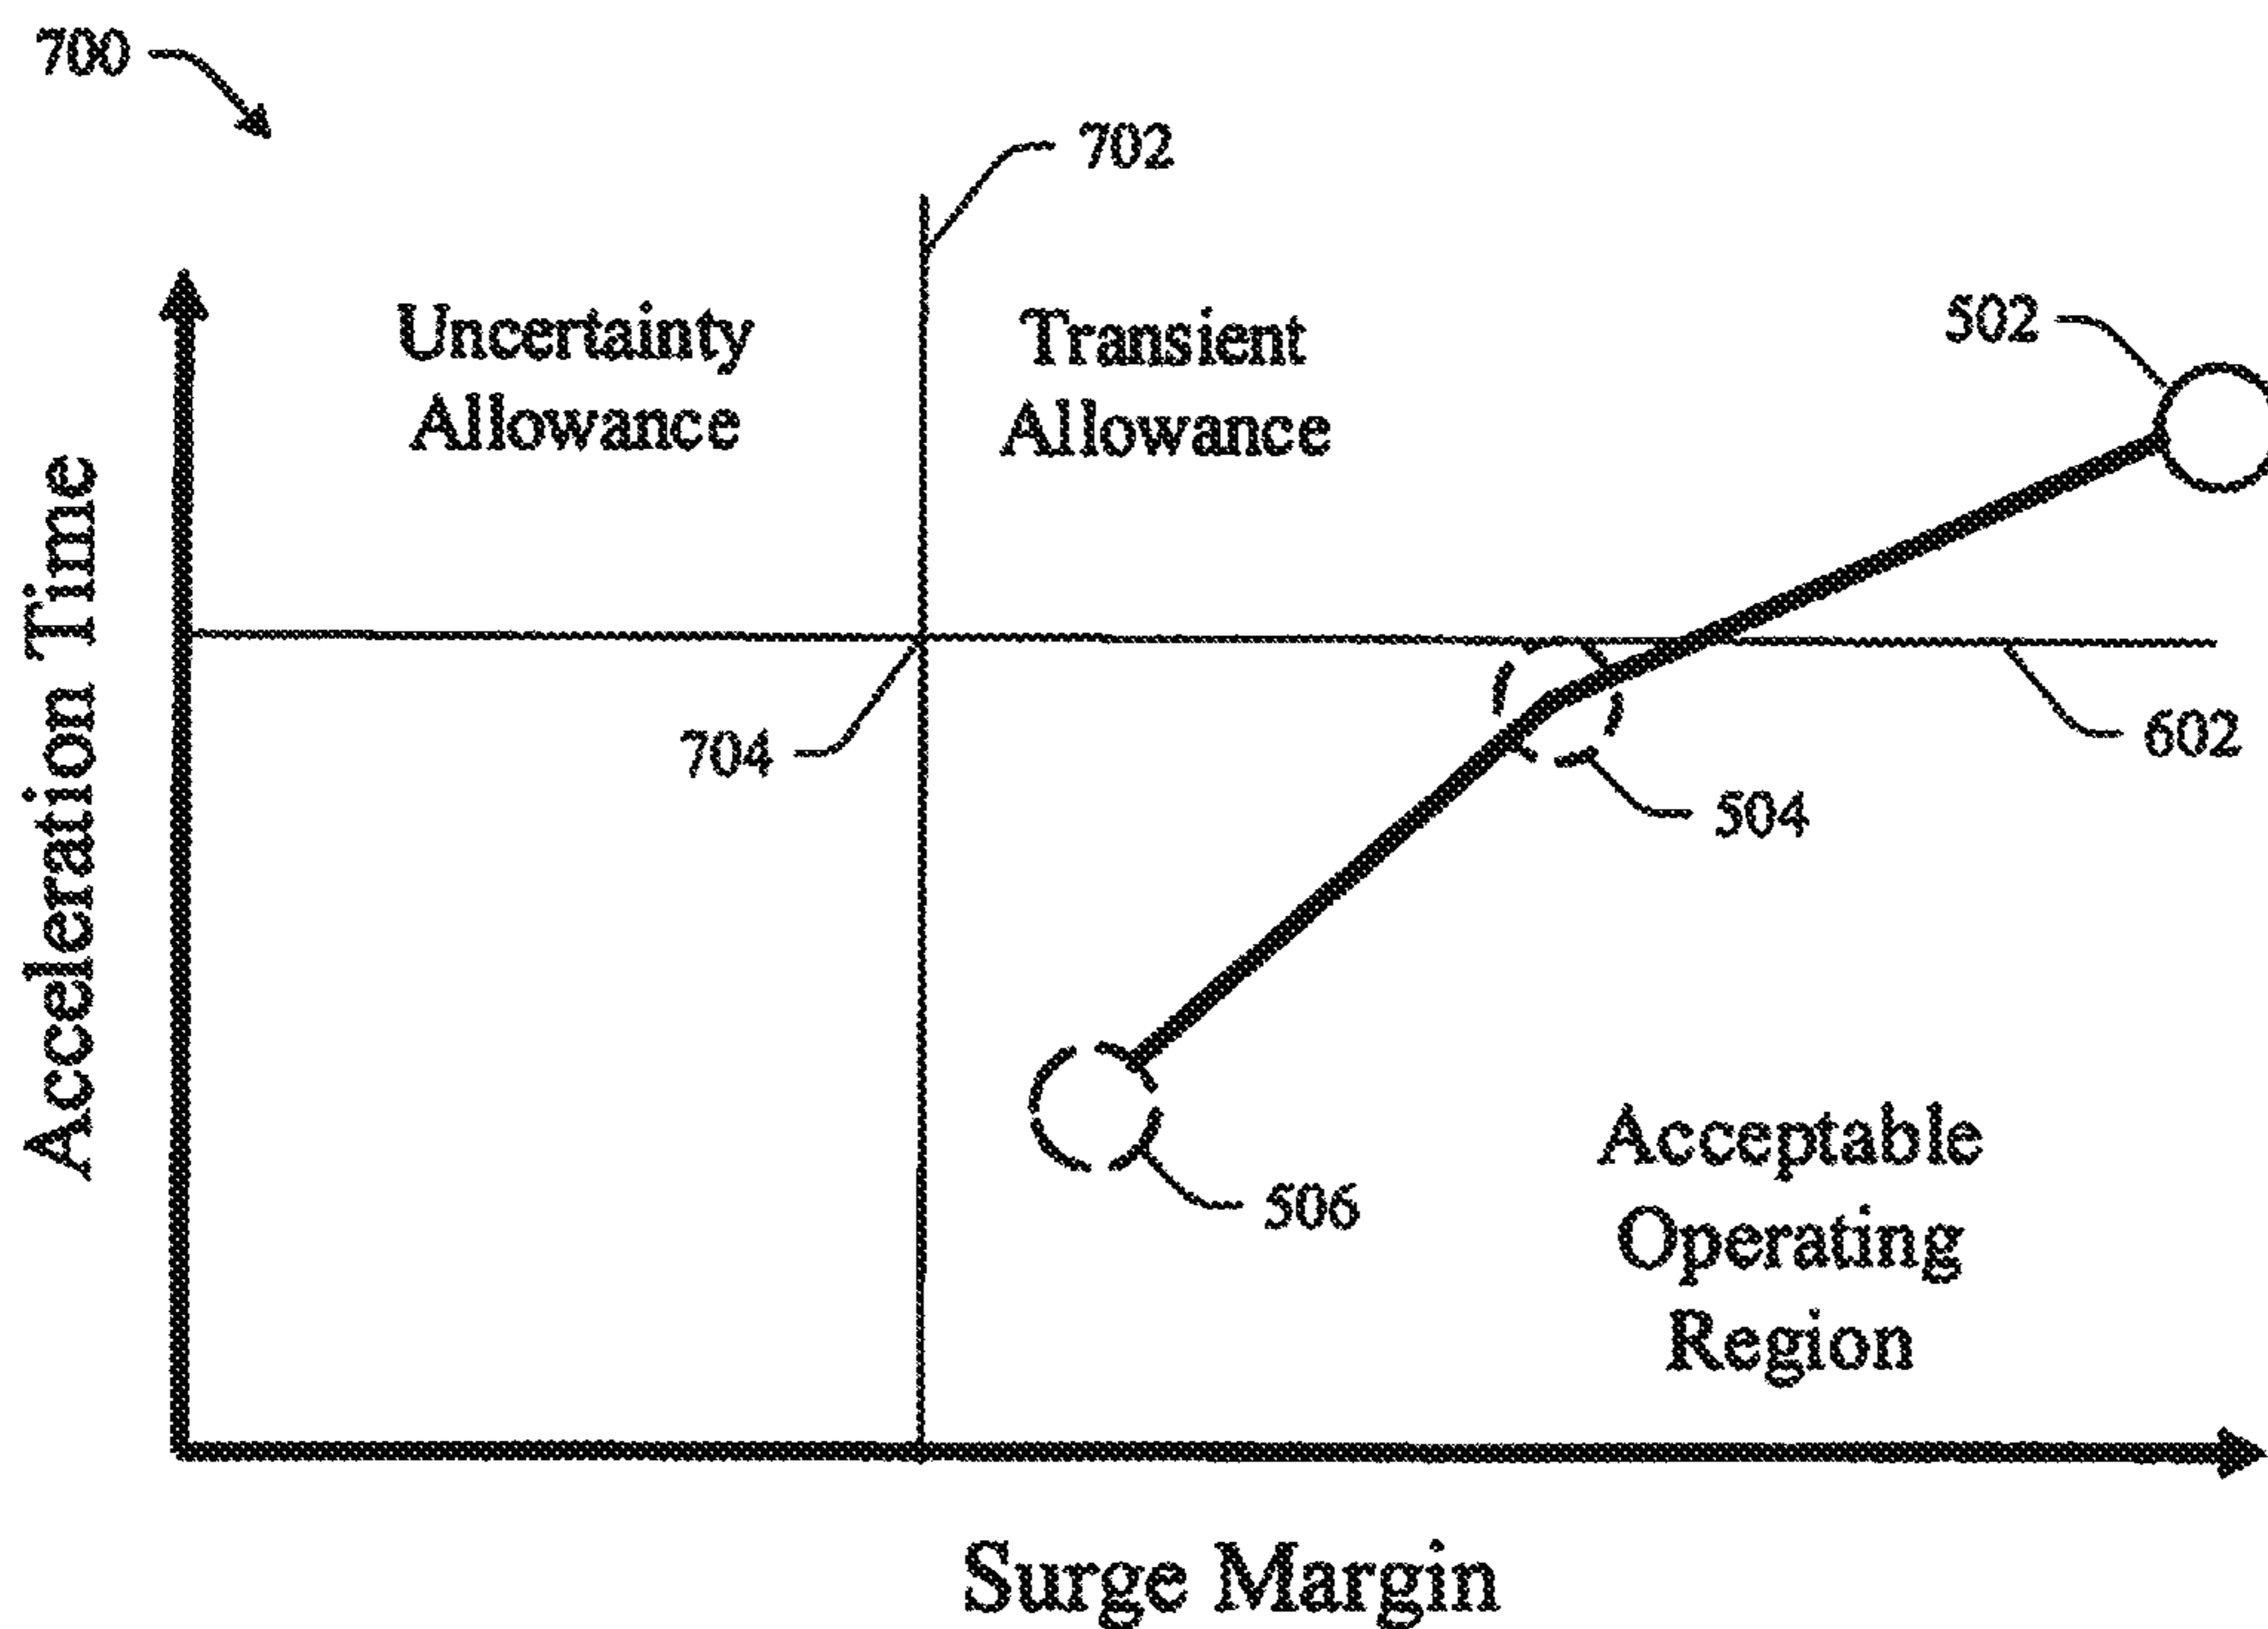 700
702
Uncertainty
Allowance
Transient
Allowance
502
704
602
504
506
Acceptable
Operating
Region
Acceleration Time
Surge Margin